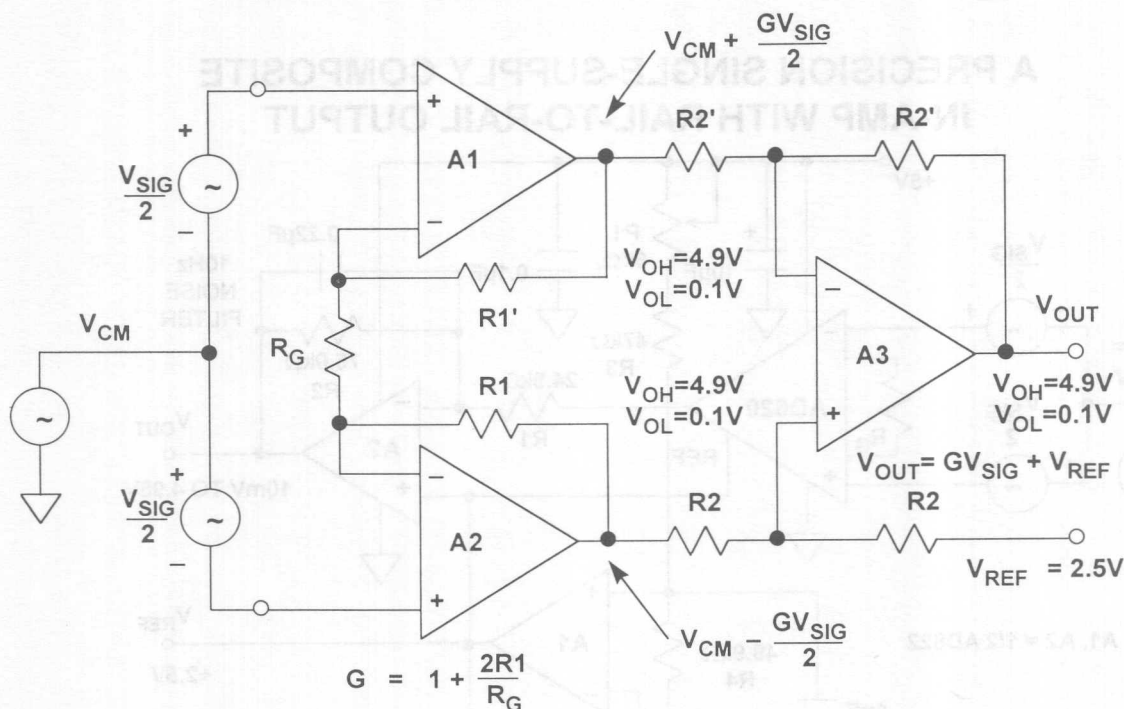 V_CM + GV_SIG / 2
R2' R2'
+
A1
−
+
V_SIG / 2
~
−
R1'
V_OH=4.9V
V_OL=0.1V
V_CM
R_G
−
A3
+
V_OUT
~
R1
V_OH=4.9V
V_OL=0.1V
V_OH=4.9V
V_OL=0.1V
V_OUT= GV_SIG + V_REF
+
V_SIG / 2
~
−
−
A2
+
R2 R2
V_REF = 2.5V
V_CM − GV_SIG / 2
G = 1 + 2R1 / R_G